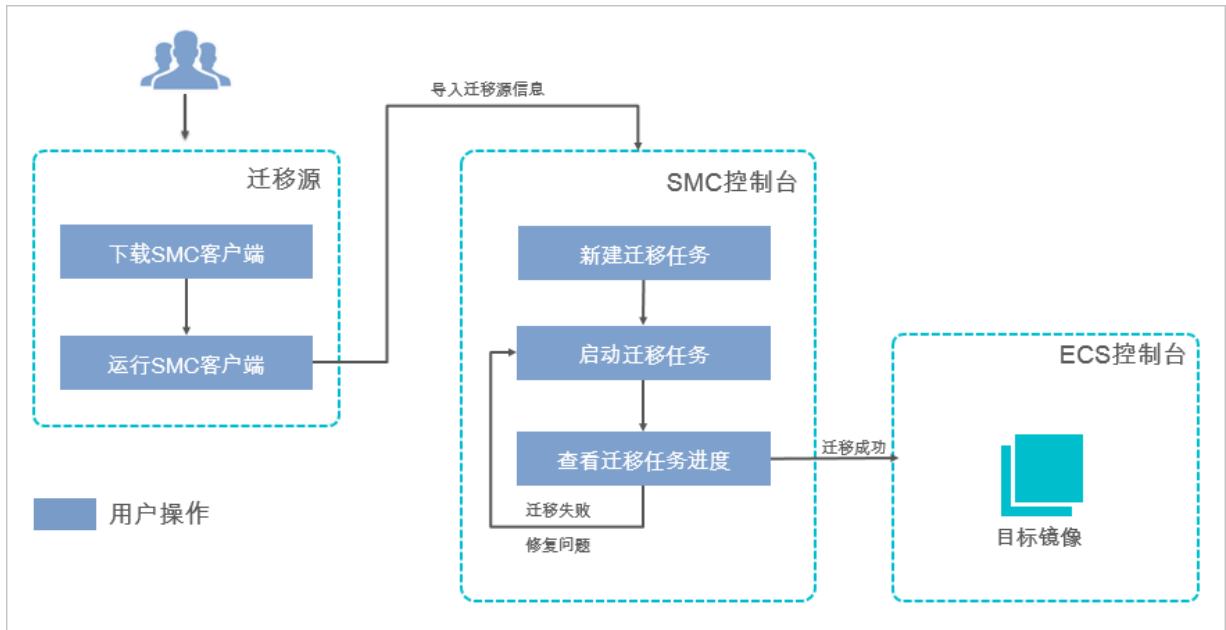 导入迁移源信息
迁移源
下载SMC客户端
运行SMC客户端
SMC控制台
新建迁移任务
启动迁移任务
查看迁移任务进度
迁移成功
迁移失败
修复问题
ECS控制台
目标镜像
用户操作